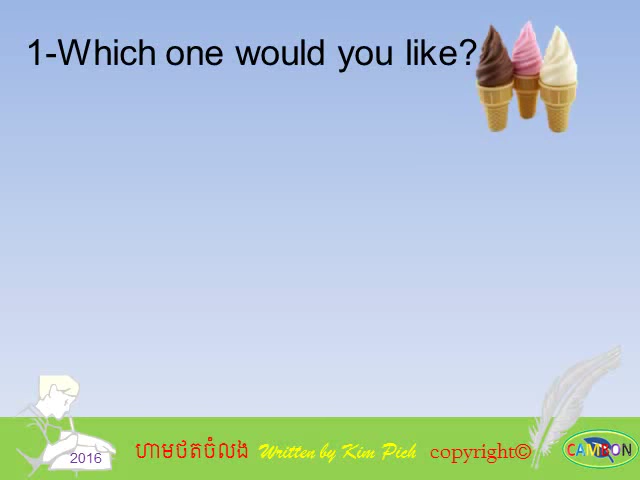 1-Which one would you like?
2016
ហាមថតចំលង Written by Kim Pich copyright©
CAMBON